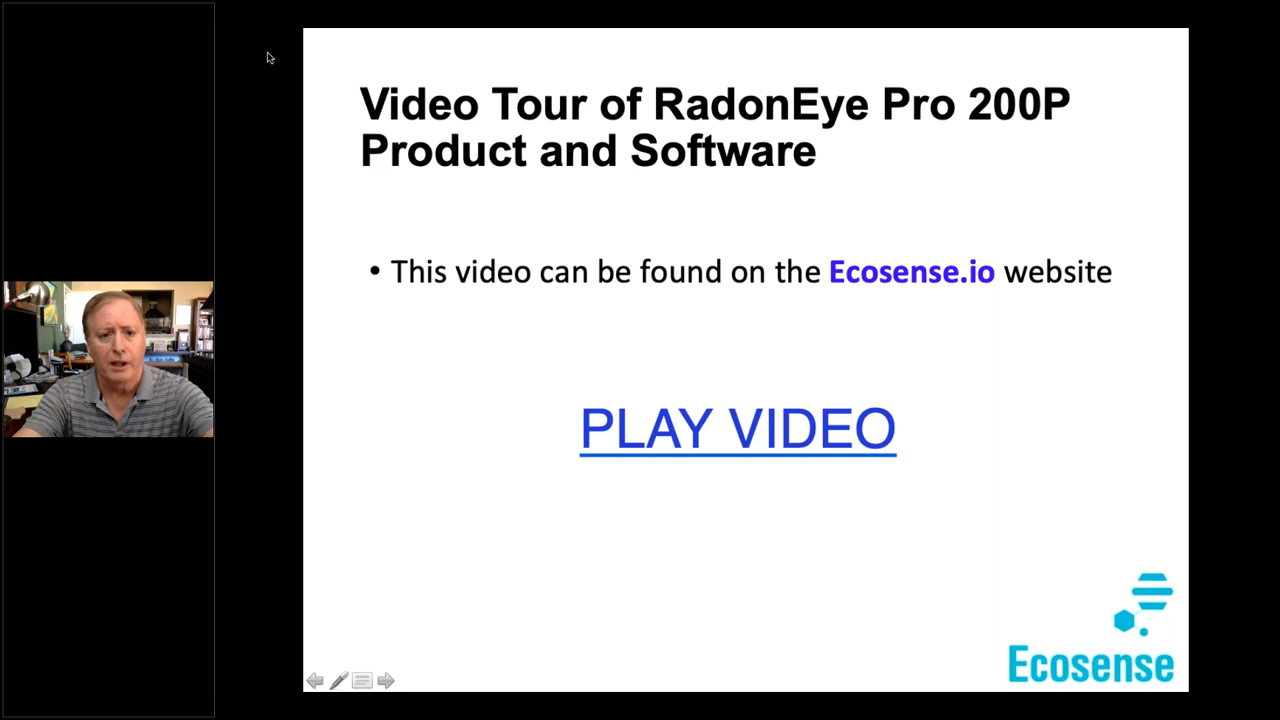 Video Tour of RadonEye Pro 200P
Product and Software
• This video can be found on the Ecosense.io website
PLAY VIDEO
Ecosense